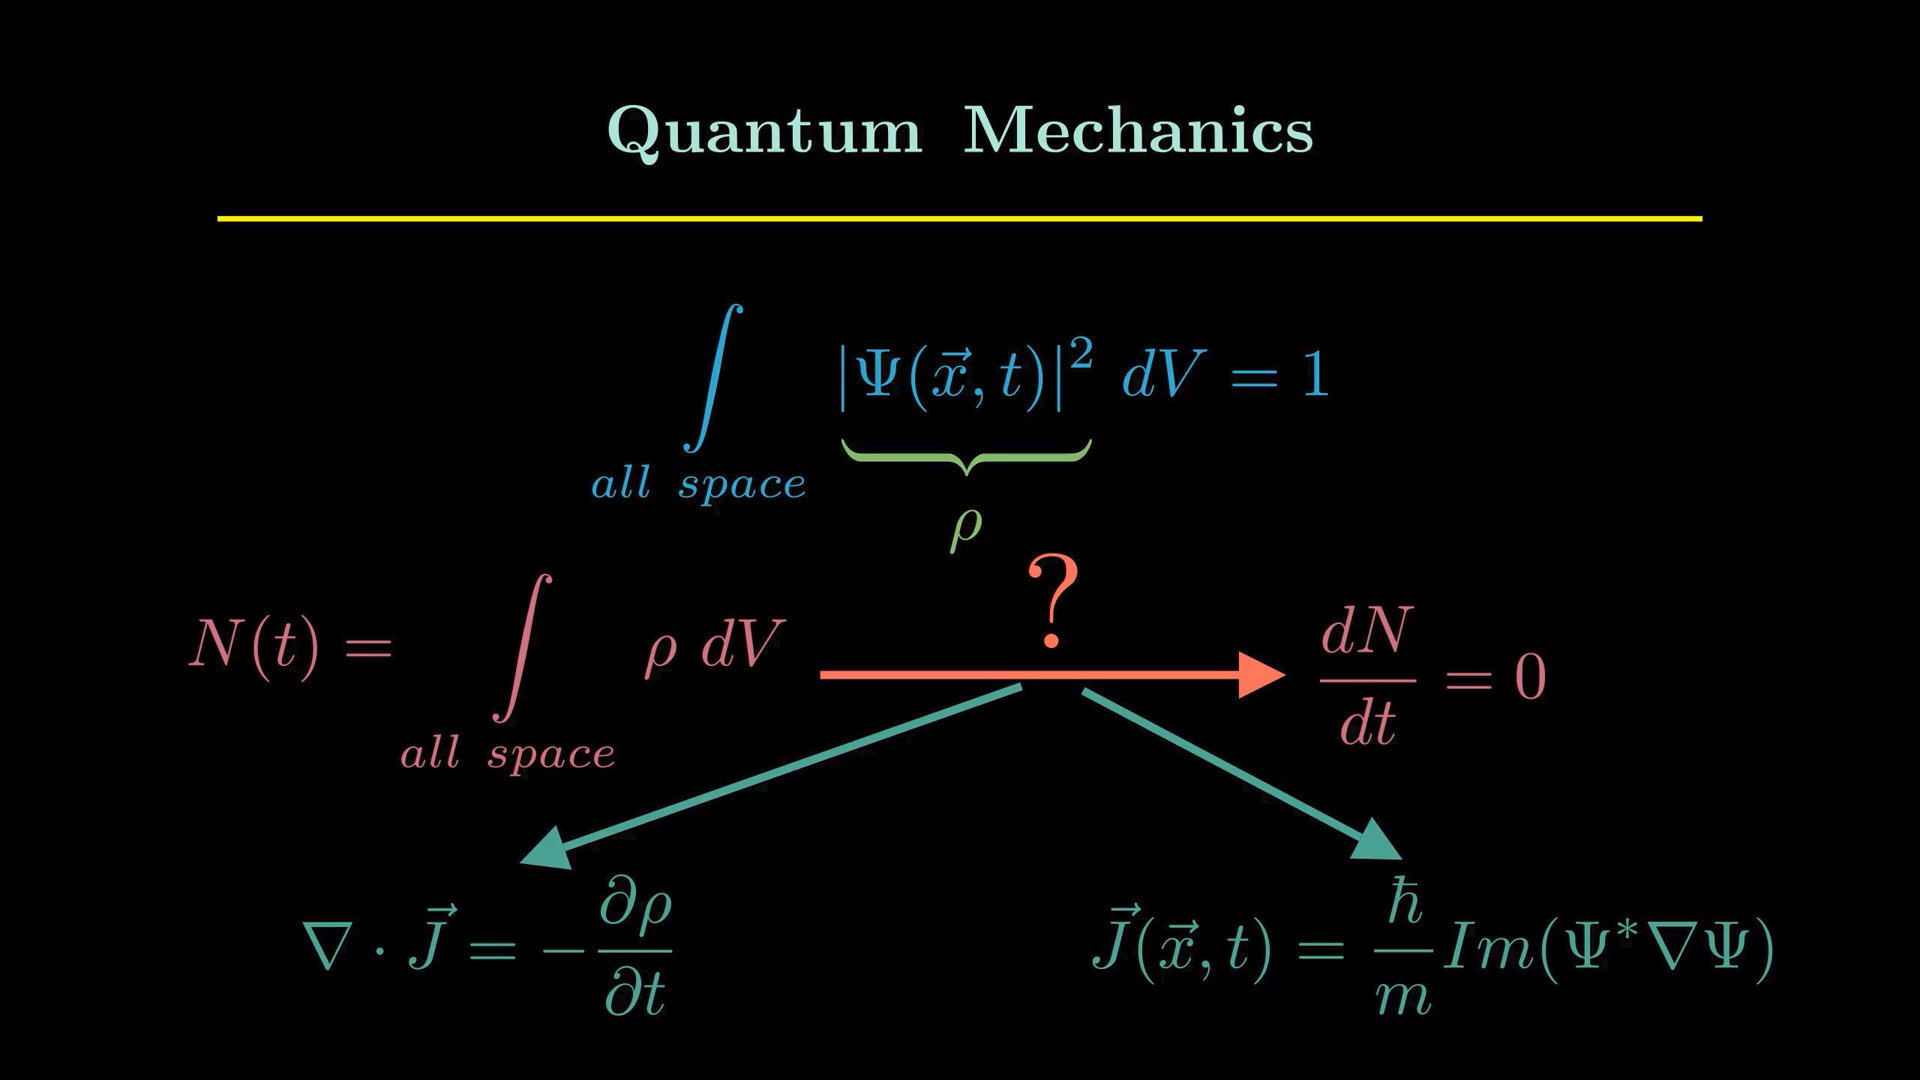 Quantum Mechanics
∫ |Ψ(x⃗, t)|² dV = 1
all space
ρ
?
N(t) = ∫ ρ dV
all space
dN/dt = 0
∇ · J⃗ = −∂ρ/∂t
J⃗(x⃗, t) = ħ/m Im(Ψ*∇Ψ)